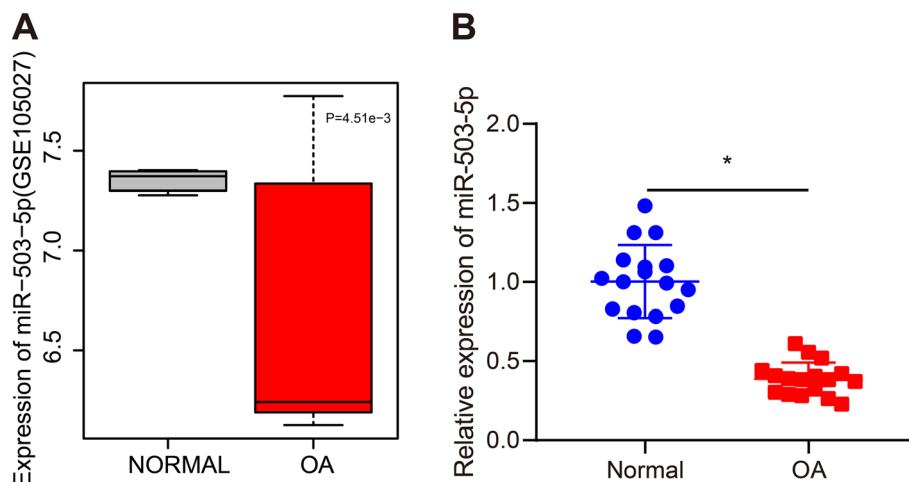 A
Expression of miR−503−5p(GSE105027)
7.5
7.0
6.5
P=4.51e−3
NORMAL
OA
B
Relative expression of miR-503-5p
2.0
1.5
1.0
0.5
0.0
*
Normal
OA